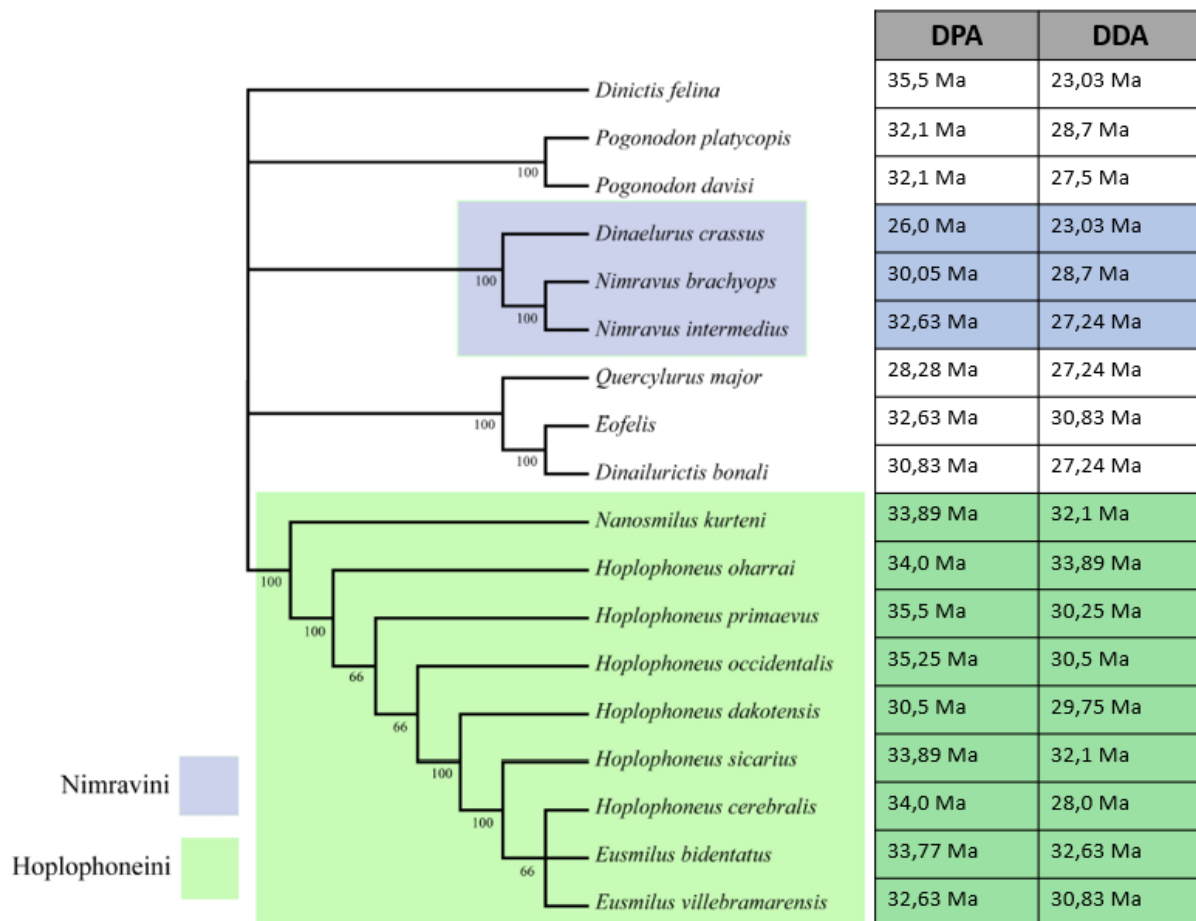 DPA DDA
Dinictis felina 35,5 Ma 23,03 Ma
Pogonodon platycopis 32,1 Ma 28,7 Ma
100
Pogonodon davisi 32,1 Ma 27,5 Ma
Dinaelurus crassus 26,0 Ma 23,03 Ma
100
Nimravus brachyops 30,05 Ma 28,7 Ma
100
Nimravus intermedius 32,63 Ma 27,24 Ma
Quercylurus major 28,28 Ma 27,24 Ma
100
Eofelis 32,63 Ma 30,83 Ma
100
Dinailurictis bonali 30,83 Ma 27,24 Ma
Nanosmilus kurteni 33,89 Ma 32,1 Ma
100
Hoplophoneus oharrai 34,0 Ma 33,89 Ma
100
Hoplophoneus primaevus 35,5 Ma 30,25 Ma
66
Hoplophoneus occidentalis 35,25 Ma 30,5 Ma
66
Hoplophoneus dakotensis 30,5 Ma 29,75 Ma
100
Hoplophoneus sicarius 33,89 Ma 32,1 Ma
Nimravini
100
Hoplophoneus cerebralis 34,0 Ma 28,0 Ma
Eusmilus bidentatus 33,77 Ma 32,63 Ma
Hoplophoneini
66
Eusmilus villebramarensis 32,63 Ma 30,83 Ma